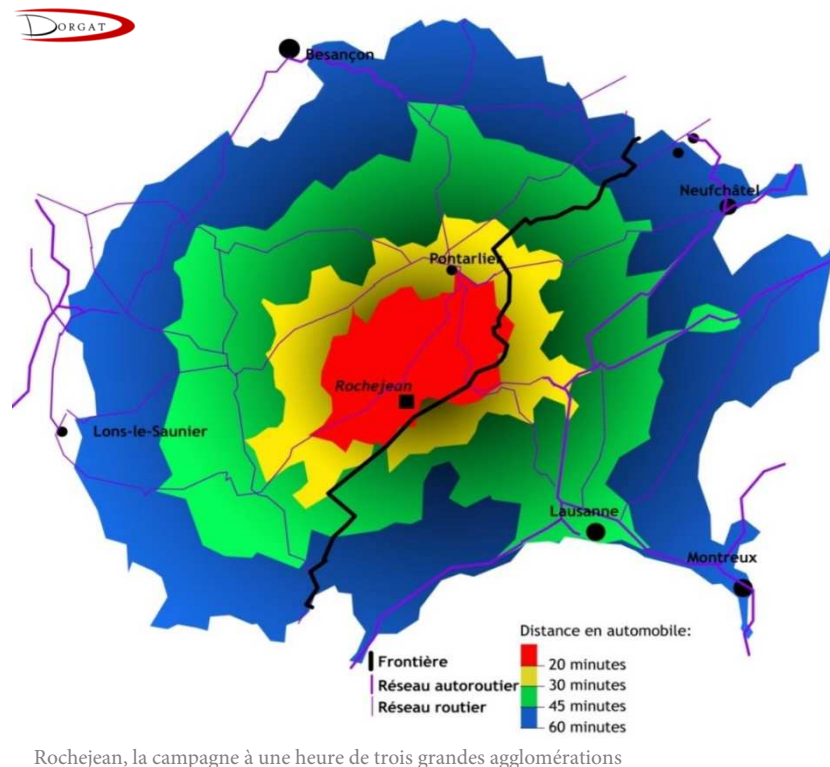 DORGAT
Besançon
Neufchâtel
Pontarlier
Rochejean
Lons-le-Saunier
Lausanne
Montreux
Distance en automobile:
20 minutes
30 minutes
45 minutes
60 minutes
Frontière
Réseau autoroutier
Réseau routier
Rochejean, la campagne à une heure de trois grandes agglomérations